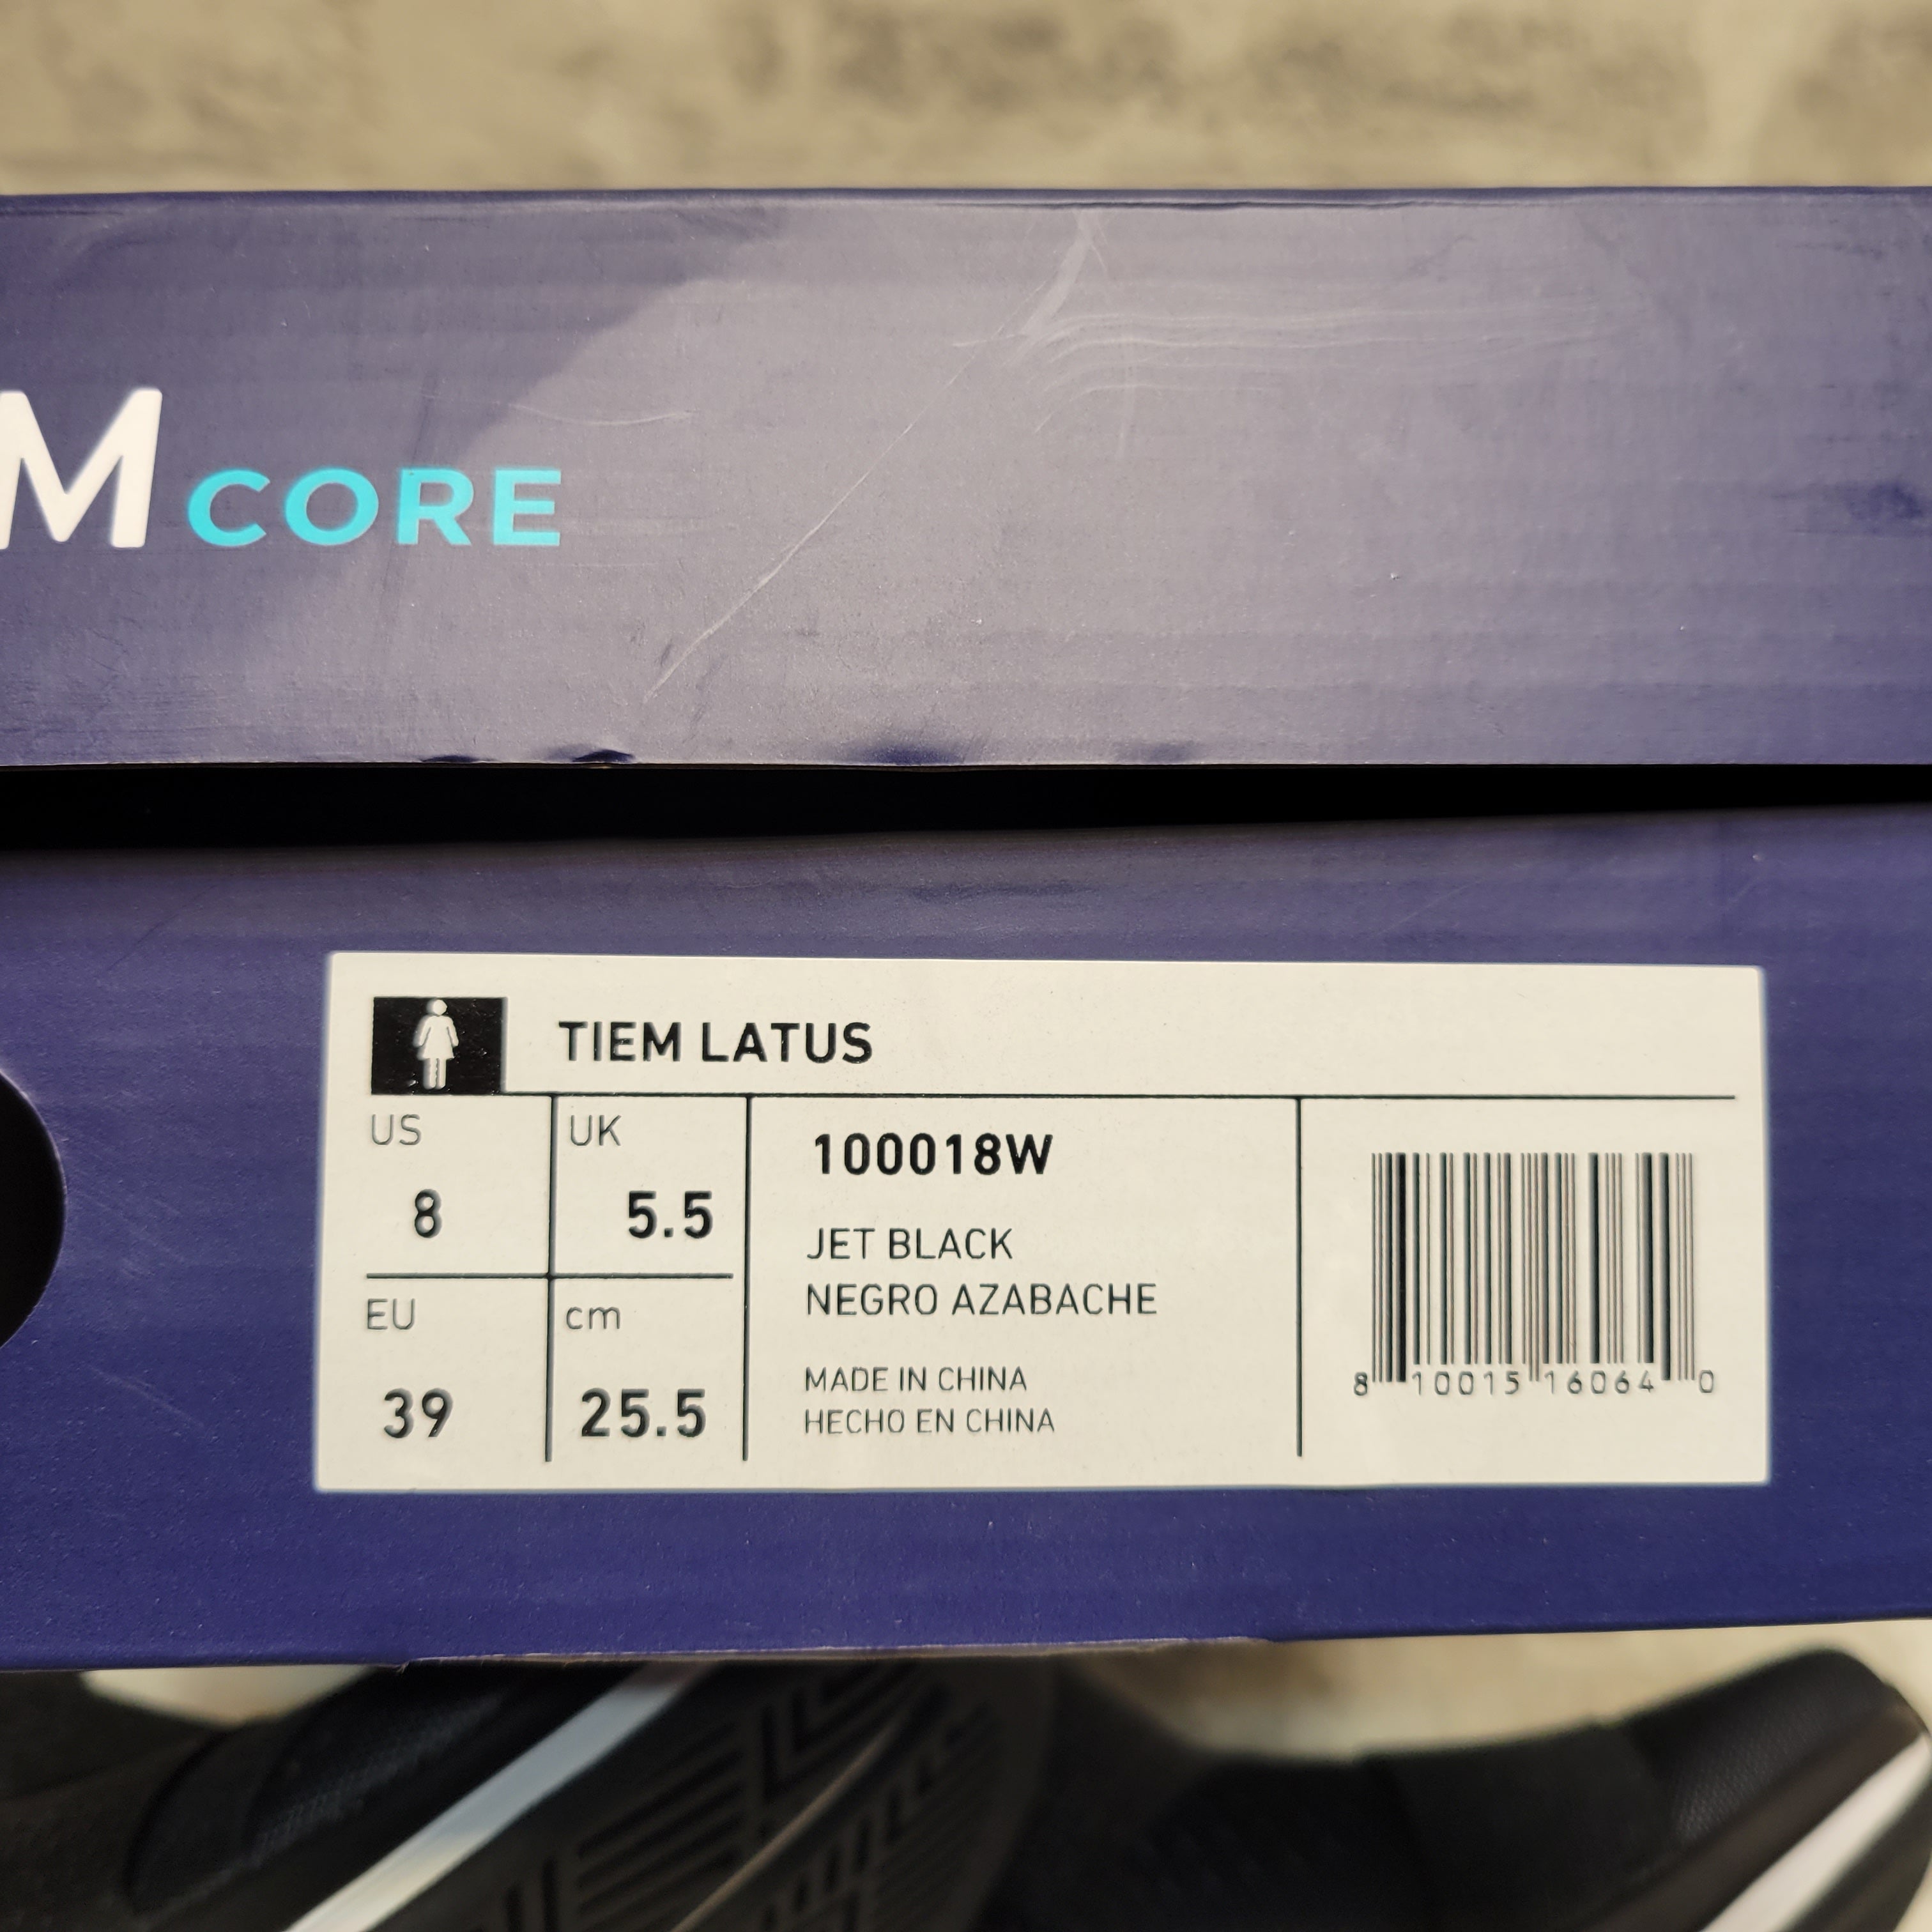 M CORE
TIEM LATUS
US
8
UK
5.5
EU
39
cm
25.5
100018W
JET BLACK
NEGRO AZABACHE
MADE IN CHINA
HECHO EN CHINA
8 10015 16064 0